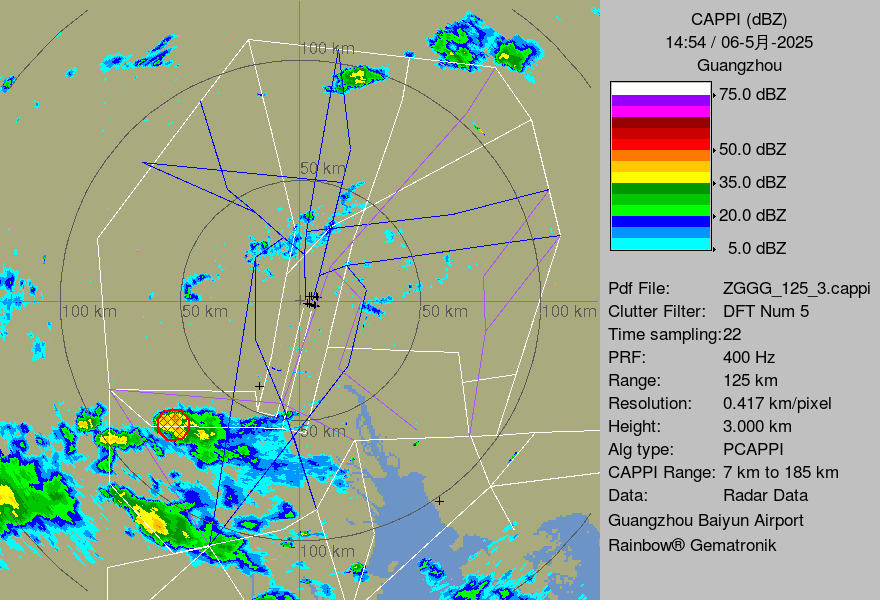 CAPPI (dBZ)
14:54 / 06-5月-2025
Guangzhou
75.0 dBZ
50.0 dBZ
35.0 dBZ
20.0 dBZ
5.0 dBZ
100 km
50 km
100 km
50 km
50 km
100 km
50 km
100 km
Pdf File: ZGGG_125_3.cappi
Clutter Filter: DFT Num 5
Time sampling:22
PRF: 400 Hz
Range: 125 km
Resolution: 0.417 km/pixel
Height: 3.000 km
Alg type: PCAPPI
CAPPI Range: 7 km to 185 km
Data: Radar Data
Guangzhou Baiyun Airport
Rainbow® Gematronik